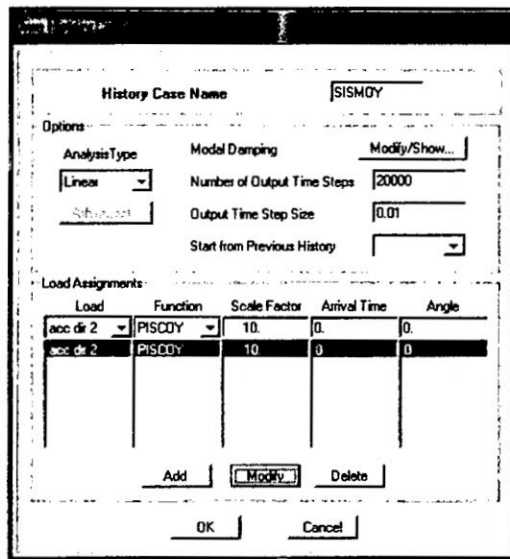 History Case Name SISMOY
Options
Analysis Type Modal Damping Modify/Show...
Linear Number of Output Time Steps 20000
Output Time Step Size 0.01
Start from Previous History
Load Assignments
Load Function Scale Factor Arrival Time Angle
acc dir 2 PISCOY 10. 0. 0.
acc dir 2 PISCOY 10 0 0
Add Modify Delete
OK Cancel